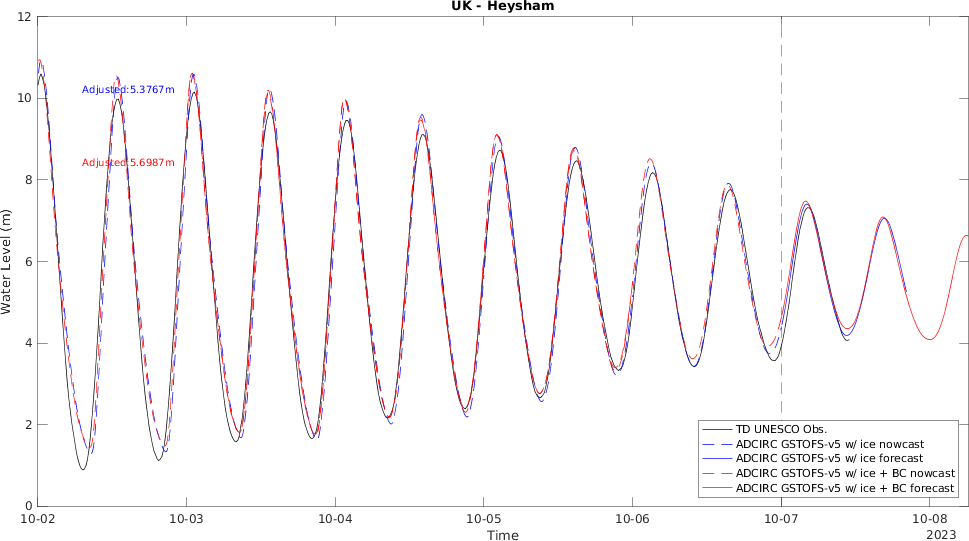 UK - Heysham
12
10
8
6
4
2
0
Water Level (m)
Adjusted:5.3767m
Adjusted:5.6987m
TD UNESCO Obs.
ADCIRC GSTOFS-v5 w/ ice nowcast
ADCIRC GSTOFS-v5 w/ ice forecast
ADCIRC GSTOFS-v5 w/ ice + BC nowcast
ADCIRC GSTOFS-v5 w/ ice + BC forecast
10-02 10-03 10-04 10-05 10-06 10-07 10-08
Time
2023